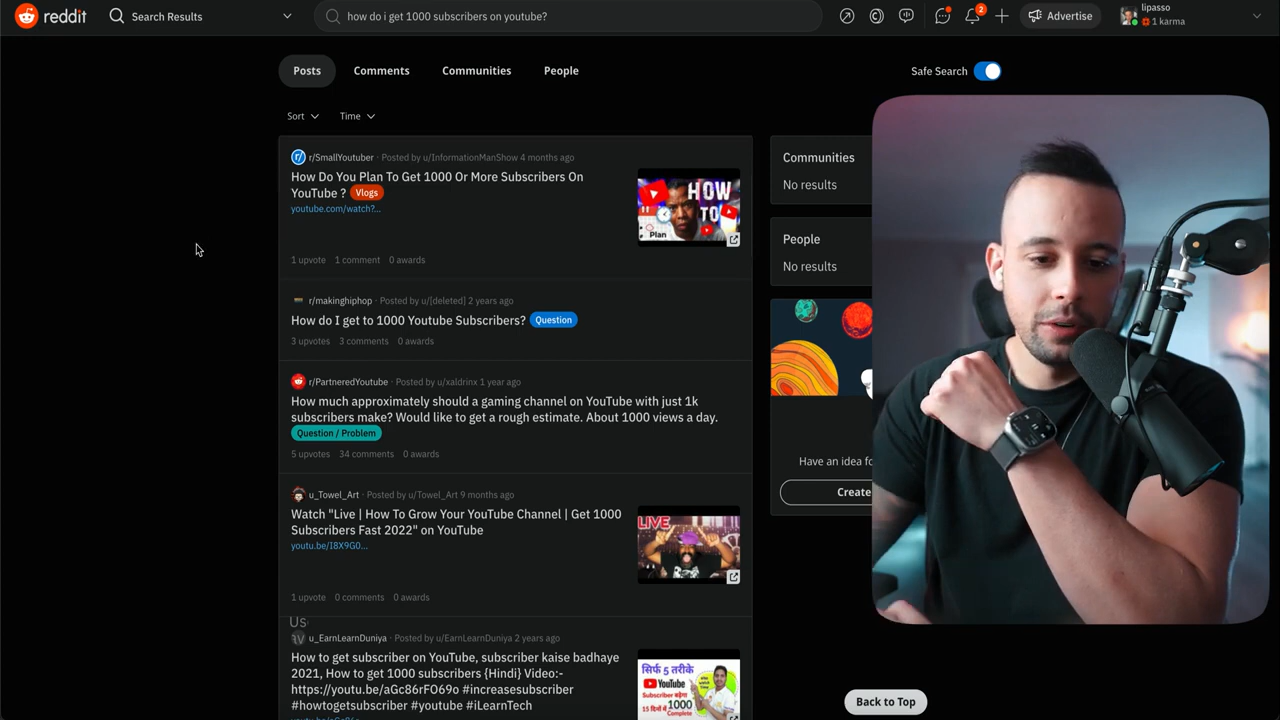 reddit
Search Results
how do i get 1000 subscribers on youtube?
2
Advertise
lipasso
1 karma
Posts
Comments
Communities
People
Safe Search
Sort
Time
r/SmallYoutuber · Posted by u/InformationManShow 4 months ago
How Do You Plan To Get 1000 Or More Subscribers On
YouTube ? Vlogs
youtube.com/watch?...
HOW
TO
Plan
1 upvote 1 comment 0 awards
r/makinghiphop · Posted by u/[deleted] 2 years ago
How do I get to 1000 Youtube Subscribers? Question
3 upvotes 3 comments 0 awards
r/PartneredYoutube · Posted by u/xaldrinx 1 year ago
How much approximately should a gaming channel on YouTube with just 1k
subscribers make? Would like to get a rough estimate. About 1000 views a day.
Question / Problem
5 upvotes 34 comments 0 awards
u_Towel_Art · Posted by u/Towel_Art 9 months ago
Watch "Live | How To Grow Your YouTube Channel | Get 1000
Subscribers Fast 2022" on YouTube
youtu.be/I8X9G0...
LIVE
1 upvote 0 comments 0 awards
Us
u_EarnLearnDuniya · Posted by u/EarnLearnDuniya 2 years ago
How to get subscriber on YouTube, subscriber kaise badhaye
2021, How to get 1000 subscribers {Hindi} Video:-
https://youtu.be/aGc86rFO69o #increasesubscriber
#howtogetsubscriber #youtube #iLearnTech
सिर्फ 5 तरीके
YouTube
Subscriber बढ़ेगा
1000
Complete
Communities
No results
People
No results
Have an idea fo
Create
Back to Top